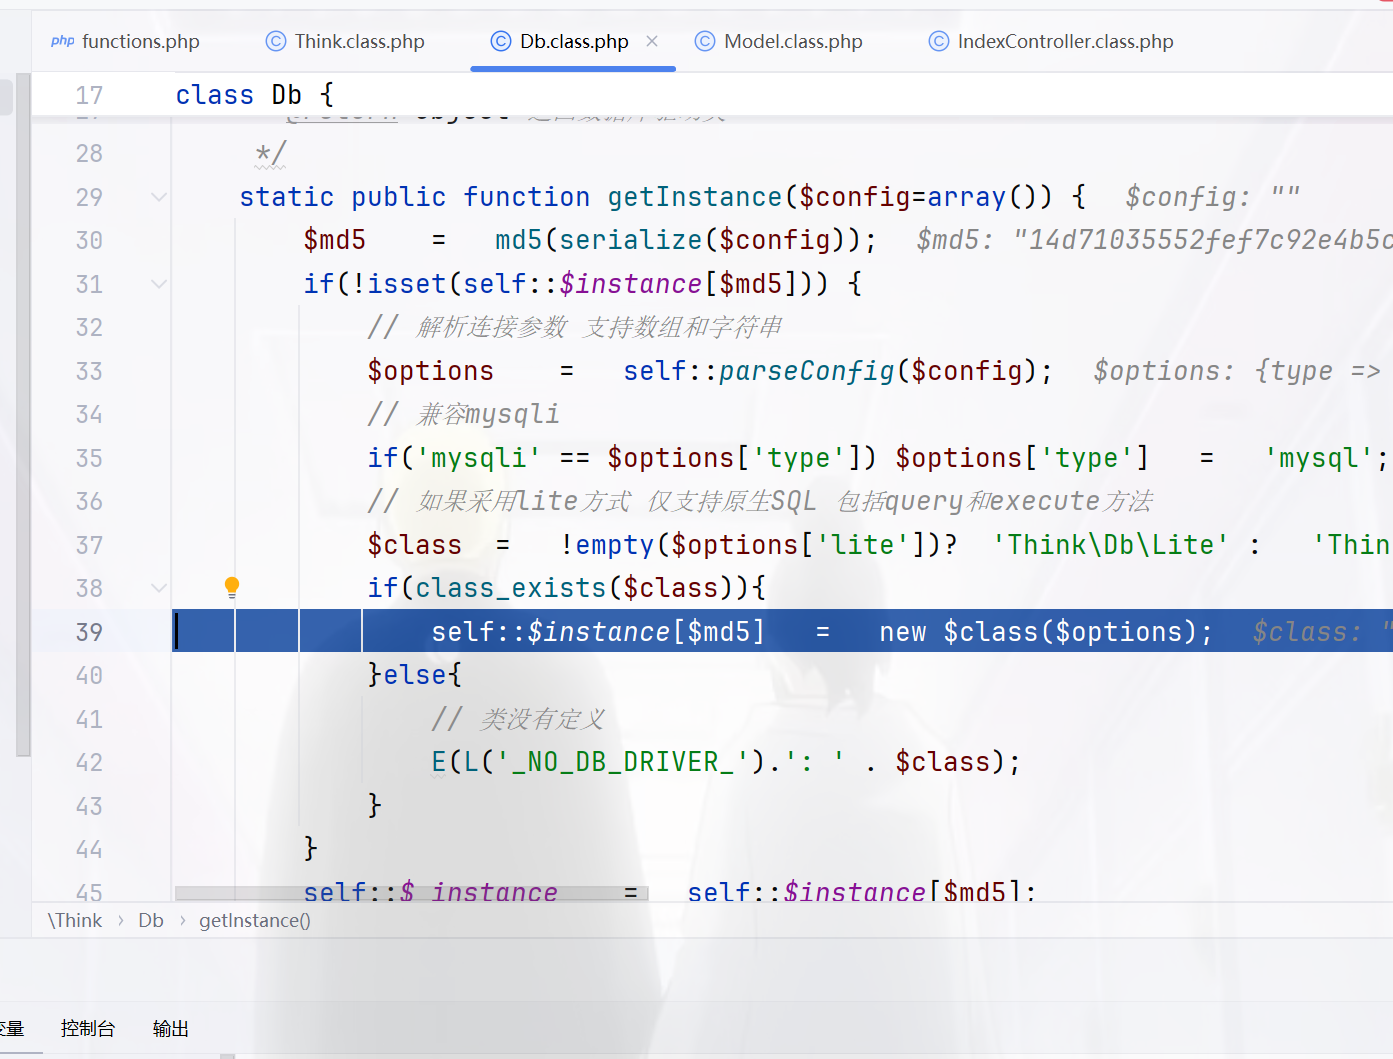 php functions.php
Think.class.php
Db.class.php
Model.class.php
IndexController.class.php
17 class Db {
28 */
29 static public function getInstance($config=array()) { $config: ""
30 $md5 = md5(serialize($config)); $md5: "14d71035552fef7c92e4b5c
31 if(!isset(self::$instance[$md5])) {
32 // 解析连接参数 支持数组和字符串
33 $options = self::parseConfig($config); $options: {type =>
34 // 兼容mysqli
35 if('mysqli' == $options['type']) $options['type'] = 'mysql';
36 // 如果采用lite方式 仅支持原生SQL 包括query和execute方法
37 $class = !empty($options['lite'])? 'Think\Db\Lite' : 'Thin
38 if(class_exists($class)){
39 self::$instance[$md5] = new $class($options); $class: "
40 }else{
41 // 类没有定义
42 E(L('_NO_DB_DRIVER_').': ' . $class);
43 }
44 }
45 self::$_instance = self::$instance[$md5];
\Think › Db › getInstance()
变量 控制台 输出